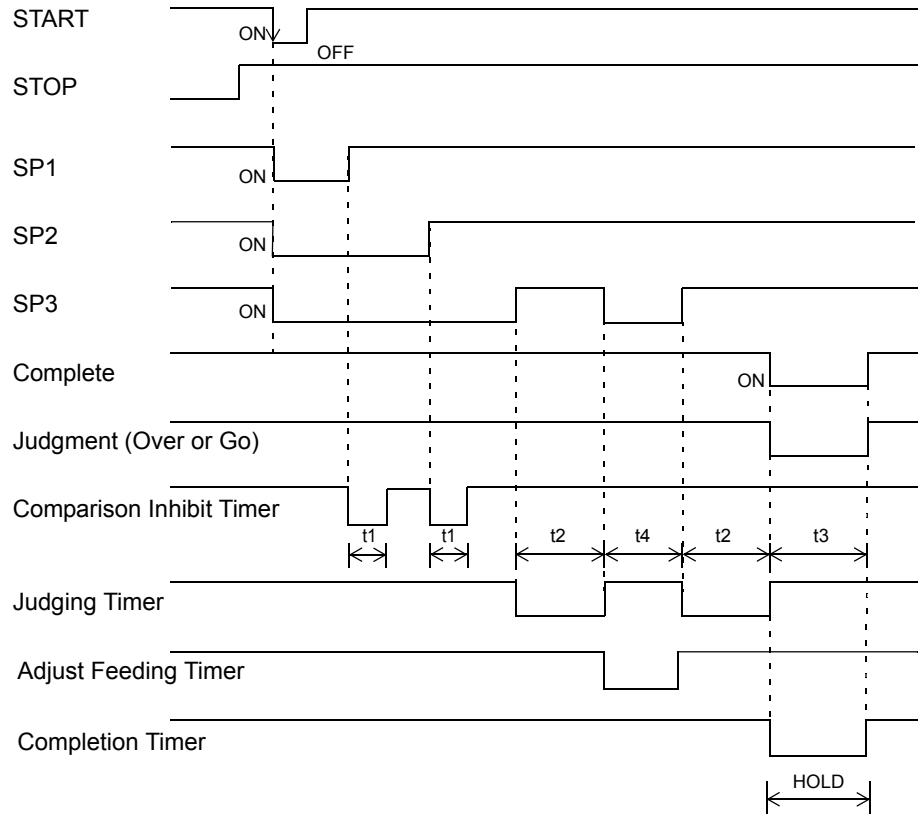 START
ON
OFF
STOP
SP1
ON
SP2
ON
SP3
ON
Complete
ON
Judgment (Over or Go)
Comparison Inhibit Timer
t1
t1
t2
t4
t2
t3
Judging Timer
Adjust Feeding Timer
Completion Timer
HOLD